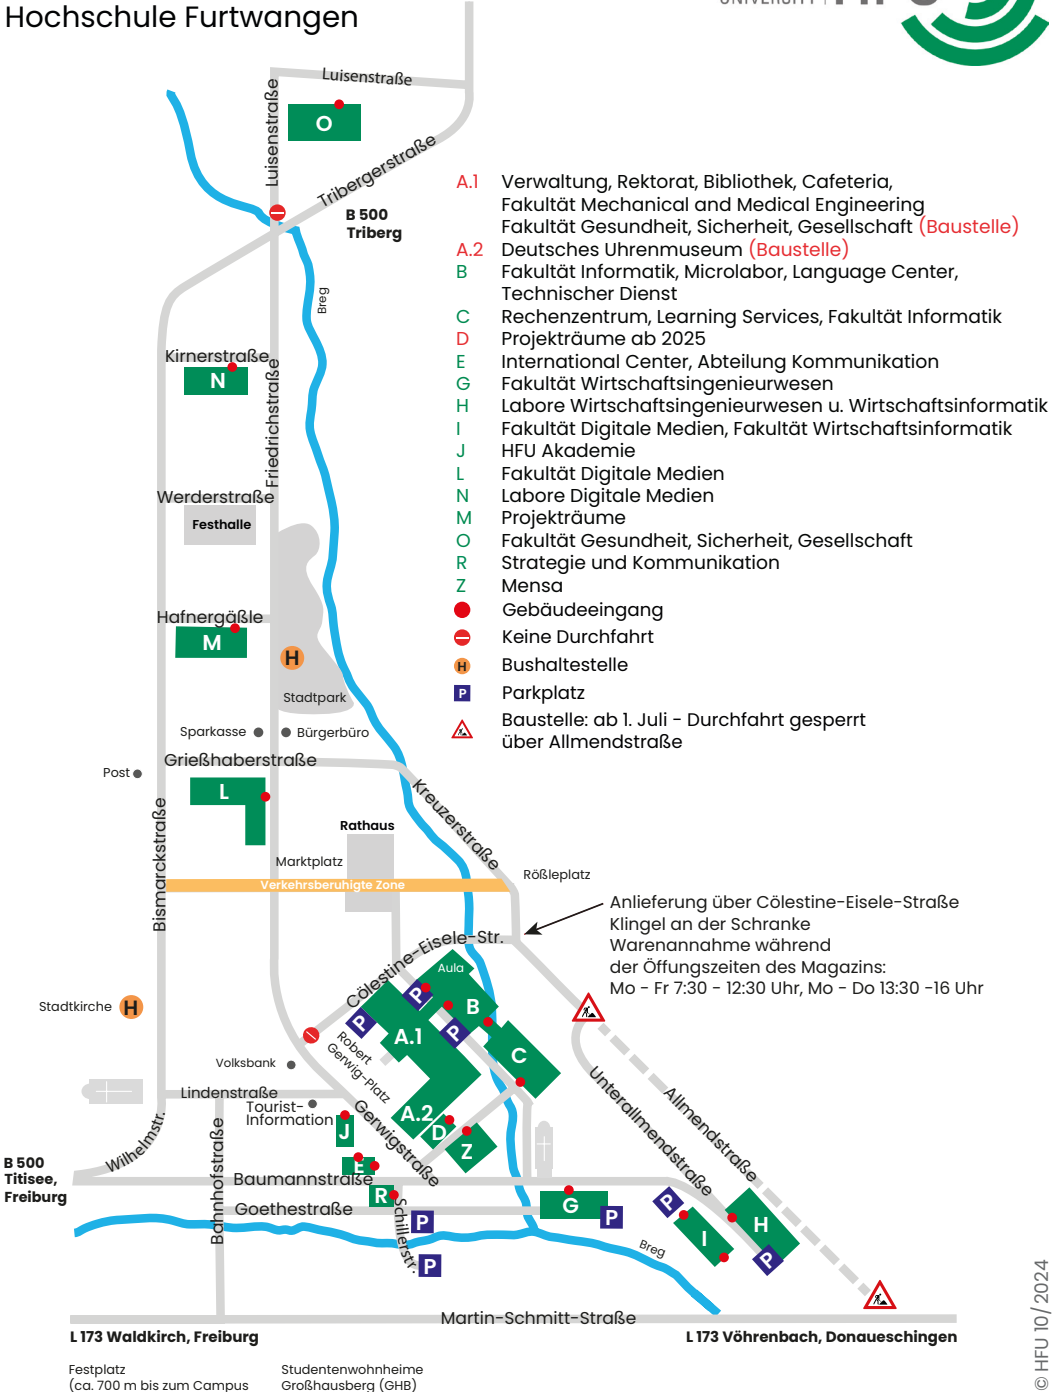 Hochschule Furtwangen
Luisenstraße
Luisenstraße
O
Tribergerstraße
B 500
Triberg
Breg
A.1 Verwaltung, Rektorat, Bibliothek, Cafeteria,
Fakultät Mechanical and Medical Engineering
Fakultät Gesundheit, Sicherheit, Gesellschaft (Baustelle)
A.2 Deutsches Uhrenmuseum (Baustelle)
B Fakultät Informatik, Microlabor, Language Center,
Technischer Dienst
C Rechenzentrum, Learning Services, Fakultät Informatik
D Projekträume ab 2025
E International Center, Abteilung Kommunikation
G Fakultät Wirtschaftsingenieurwesen
H Labore Wirtschaftsingenieurwesen u. Wirtschaftsinformatik
I Fakultät Digitale Medien, Fakultät Wirtschaftsinformatik
J HFU Akademie
L Fakultät Digitale Medien
N Labore Digitale Medien
M Projekträume
O Fakultät Gesundheit, Sicherheit, Gesellschaft
R Strategie und Kommunikation
Z Mensa
Gebäudeeingang
Keine Durchfahrt
H Bushaltestelle
P Parkplatz
Baustelle: ab 1. Juli - Durchfahrt gesperrt
über Allmendstraße
Kirnerstraße
N
Friedrichstraße
Werderstraße
Festhalle
Hafnergäßle
M
H
Stadtpark
Sparkasse
Bürgerbüro
Grießhaberstraße
Post
L
Kreuzerstraße
Bismarckstraße
Rathaus
Marktplatz
Verkehrsberuhigte Zone
Rößleplatz
Anlieferung über Cölestine-Eisele-Straße
Klingel an der Schranke
Warenannahme während
der Öffungszeiten des Magazins:
Mo - Fr 7:30 - 12:30 Uhr, Mo - Do 13:30 -16 Uhr
Cölestine-Eisele-Str.
Aula
P
B
P
P
A.1
C
Stadtkirche
H
Robert
Gerwig-Platz
Volksbank
Lindenstraße
Tourist-
Information
J
Gerwigstraße
A.2
D
Z
E
R
Wilhelmstr.
Bahnhofstraße
B 500
Titisee,
Freiburg
Baumannstraße
Goethestraße
Schillerstr.
P
P
G
P
Unterallmendstraße
Allmendstraße
P
I
H
P
Breg
Martin-Schmitt-Straße
L 173 Waldkirch, Freiburg
L 173 Vöhrenbach, Donaueschingen
Festplatz
(ca. 700 m bis zum Campus
Studentenwohnheime
Großhausberg (GHB)
© HFU 10/2024